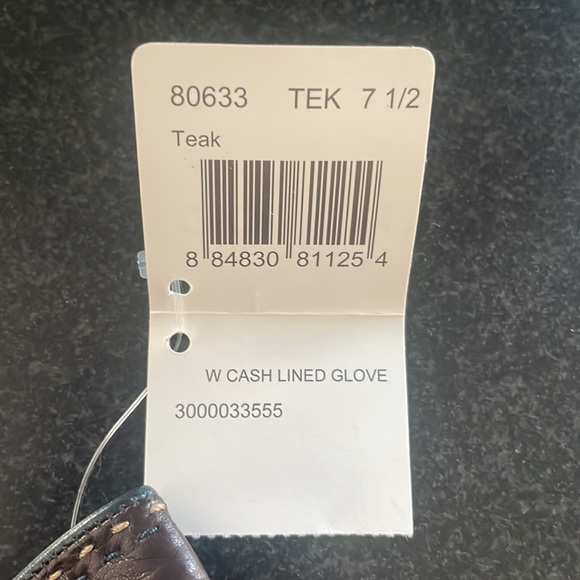 80633 TEK 7 1/2
Teak
8 84830 81125 4
W CASH LINED GLOVE
3000033555